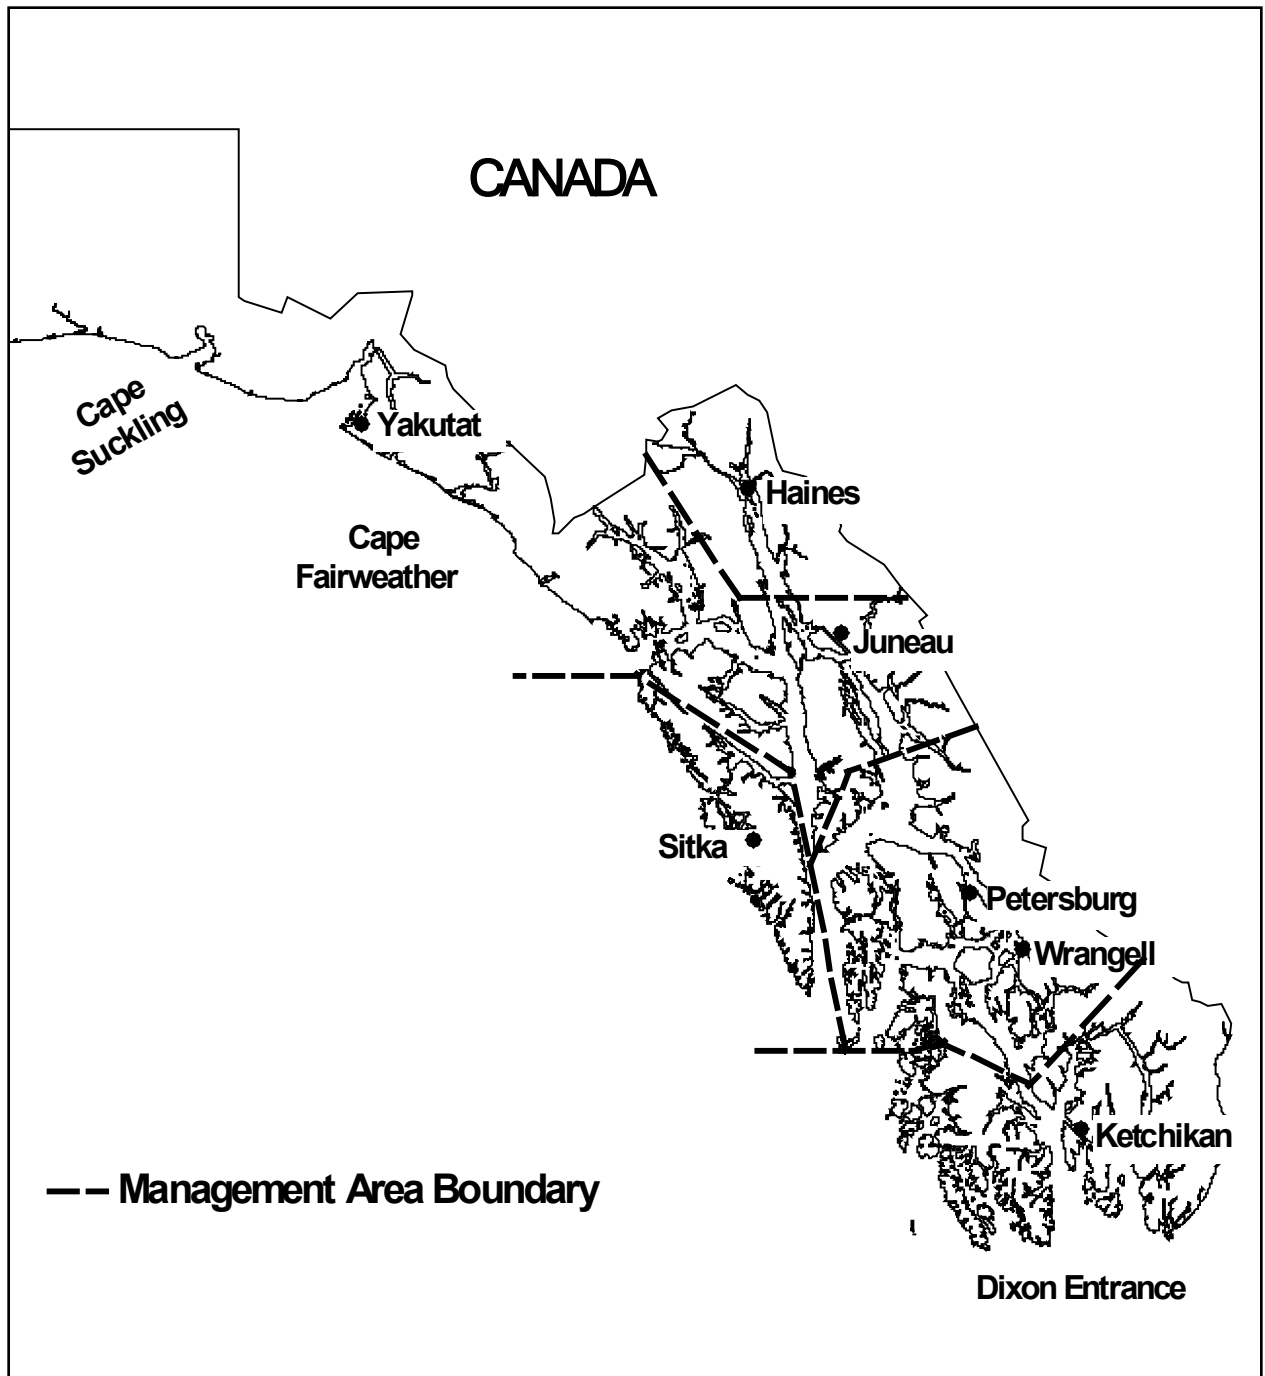 CANADA
Cape
Suckling
Yakutat
Haines
Cape
Fairweather
Juneau
Sitka
Petersburg
Wrangell
Ketchikan
Management Area Boundary
Dixon Entrance